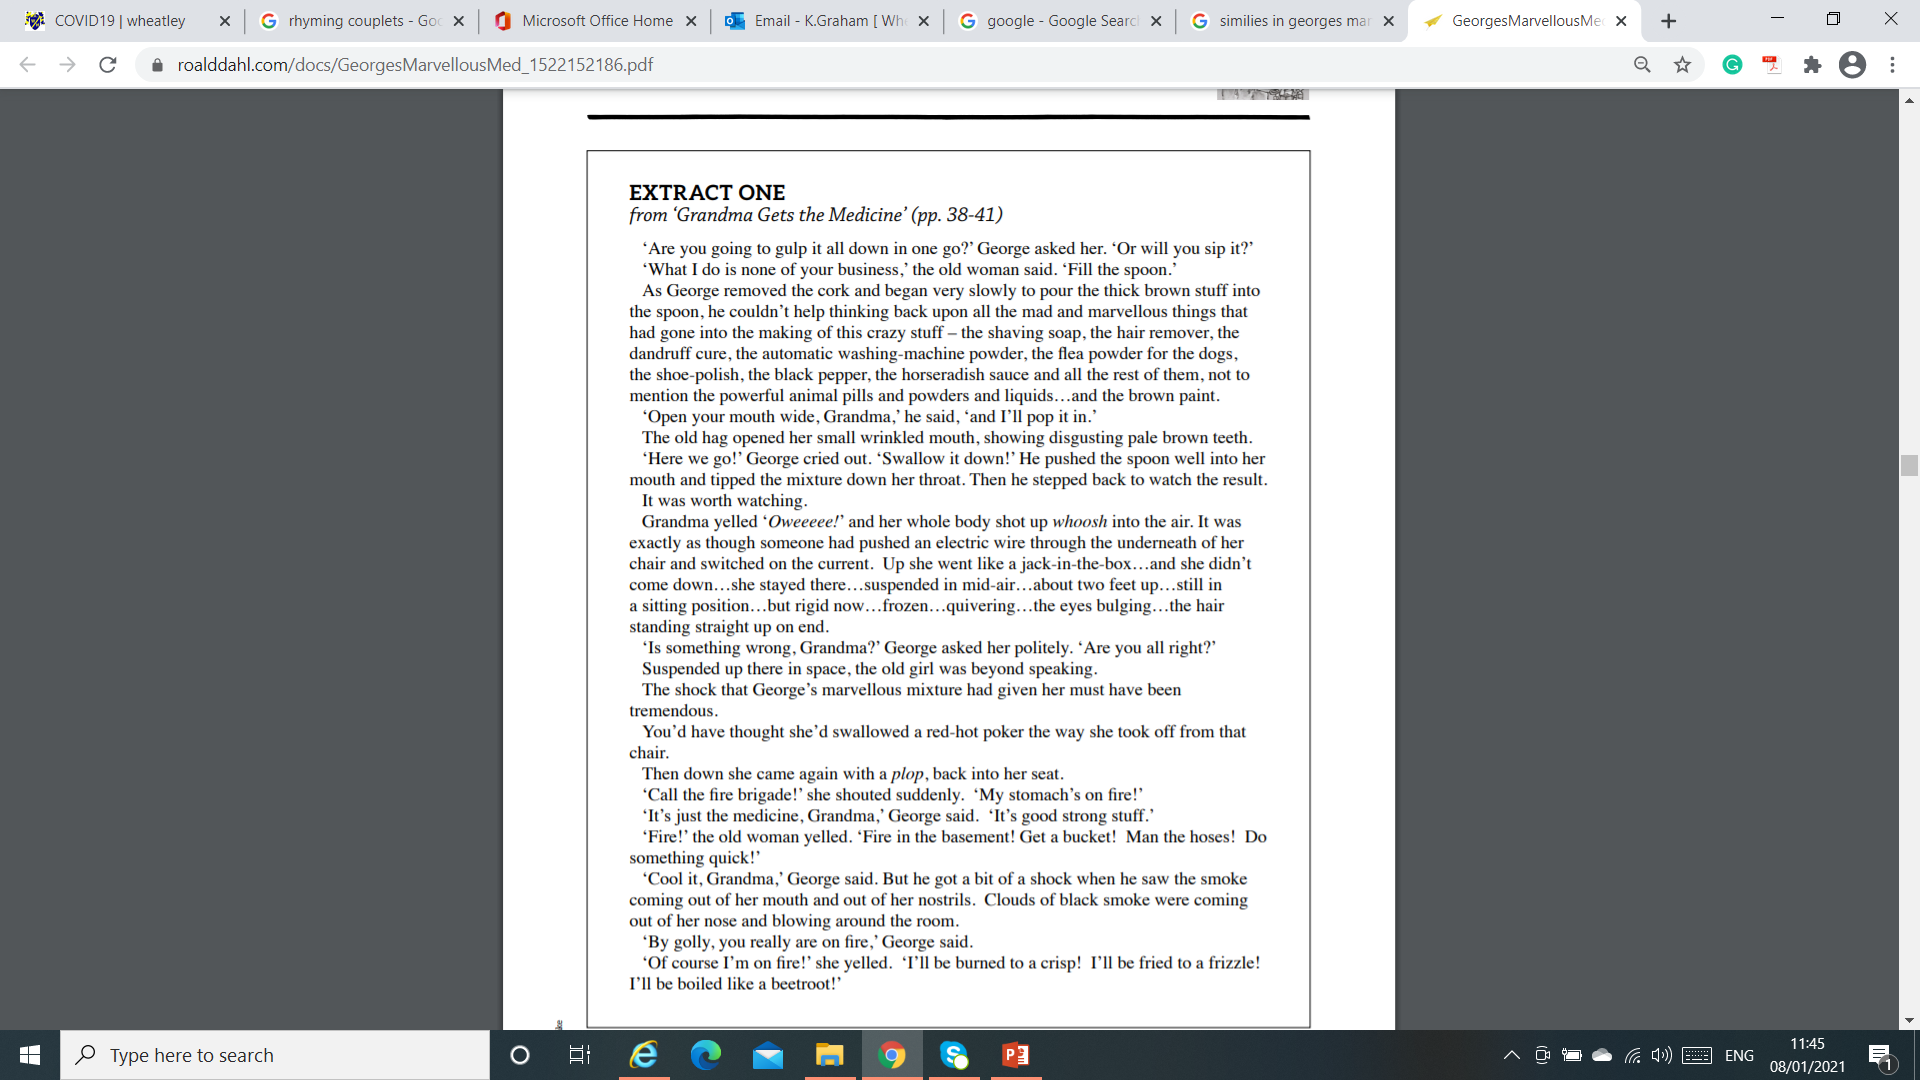 COVID19 | wheatley
rhyming couplets - Goo
Microsoft Office Home
Email - K.Graham [ Whe
google - Google Search
similies in georges mar
GeorgesMarvellousMed
roalddahl.com/docs/GeorgesMarvellousMed_1522152186.pdf
EXTRACT ONE
from ‘Grandma Gets the Medicine’ (pp. 38-41)
‘Are you going to gulp it all down in one go?’ George asked her. ‘Or will you sip it?’
‘What I do is none of your business,’ the old woman said. ‘Fill the spoon.’
As George removed the cork and began very slowly to pour the thick brown stuff into
the spoon, he couldn’t help thinking back upon all the mad and marvellous things that
had gone into the making of this crazy stuff – the shaving soap, the hair remover, the
dandruff cure, the automatic washing-machine powder, the flea powder for the dogs,
the shoe-polish, the black pepper, the horseradish sauce and all the rest of them, not to
mention the powerful animal pills and powders and liquids…and the brown paint.
‘Open your mouth wide, Grandma,’ he said, ‘and I’ll pop it in.’
The old hag opened her small wrinkled mouth, showing disgusting pale brown teeth.
‘Here we go!’ George cried out. ‘Swallow it down!’ He pushed the spoon well into her
mouth and tipped the mixture down her throat. Then he stepped back to watch the result.
It was worth watching.
Grandma yelled ‘Oweeeee!’ and her whole body shot up whoosh into the air. It was
exactly as though someone had pushed an electric wire through the underneath of her
chair and switched on the current.  Up she went like a jack-in-the-box…and she didn’t
come down…she stayed there…suspended in mid-air…about two feet up…still in
a sitting position…but rigid now…frozen…quivering…the eyes bulging…the hair
standing straight up on end.
‘Is something wrong, Grandma?’ George asked her politely. ‘Are you all right?’
Suspended up there in space, the old girl was beyond speaking.
The shock that George’s marvellous mixture had given her must have been
tremendous.
You’d have thought she’d swallowed a red-hot poker the way she took off from that
chair.
Then down she came again with a plop, back into her seat.
‘Call the fire brigade!’ she shouted suddenly.  ‘My stomach’s on fire!’
‘It’s just the medicine, Grandma,’ George said.  ‘It’s good strong stuff.’
‘Fire!’ the old woman yelled. ‘Fire in the basement! Get a bucket!  Man the hoses!  Do
something quick!’
‘Cool it, Grandma,’ George said. But he got a bit of a shock when he saw the smoke
coming out of her mouth and out of her nostrils.  Clouds of black smoke were coming
out of her nose and blowing around the room.
‘By golly, you really are on fire,’ George said.
‘Of course I’m on fire!’ she yelled.  ‘I’ll be burned to a crisp!  I’ll be fried to a frizzle!
I’ll be boiled like a beetroot!’
Type here to search
ENG
11:45
08/01/2021
1